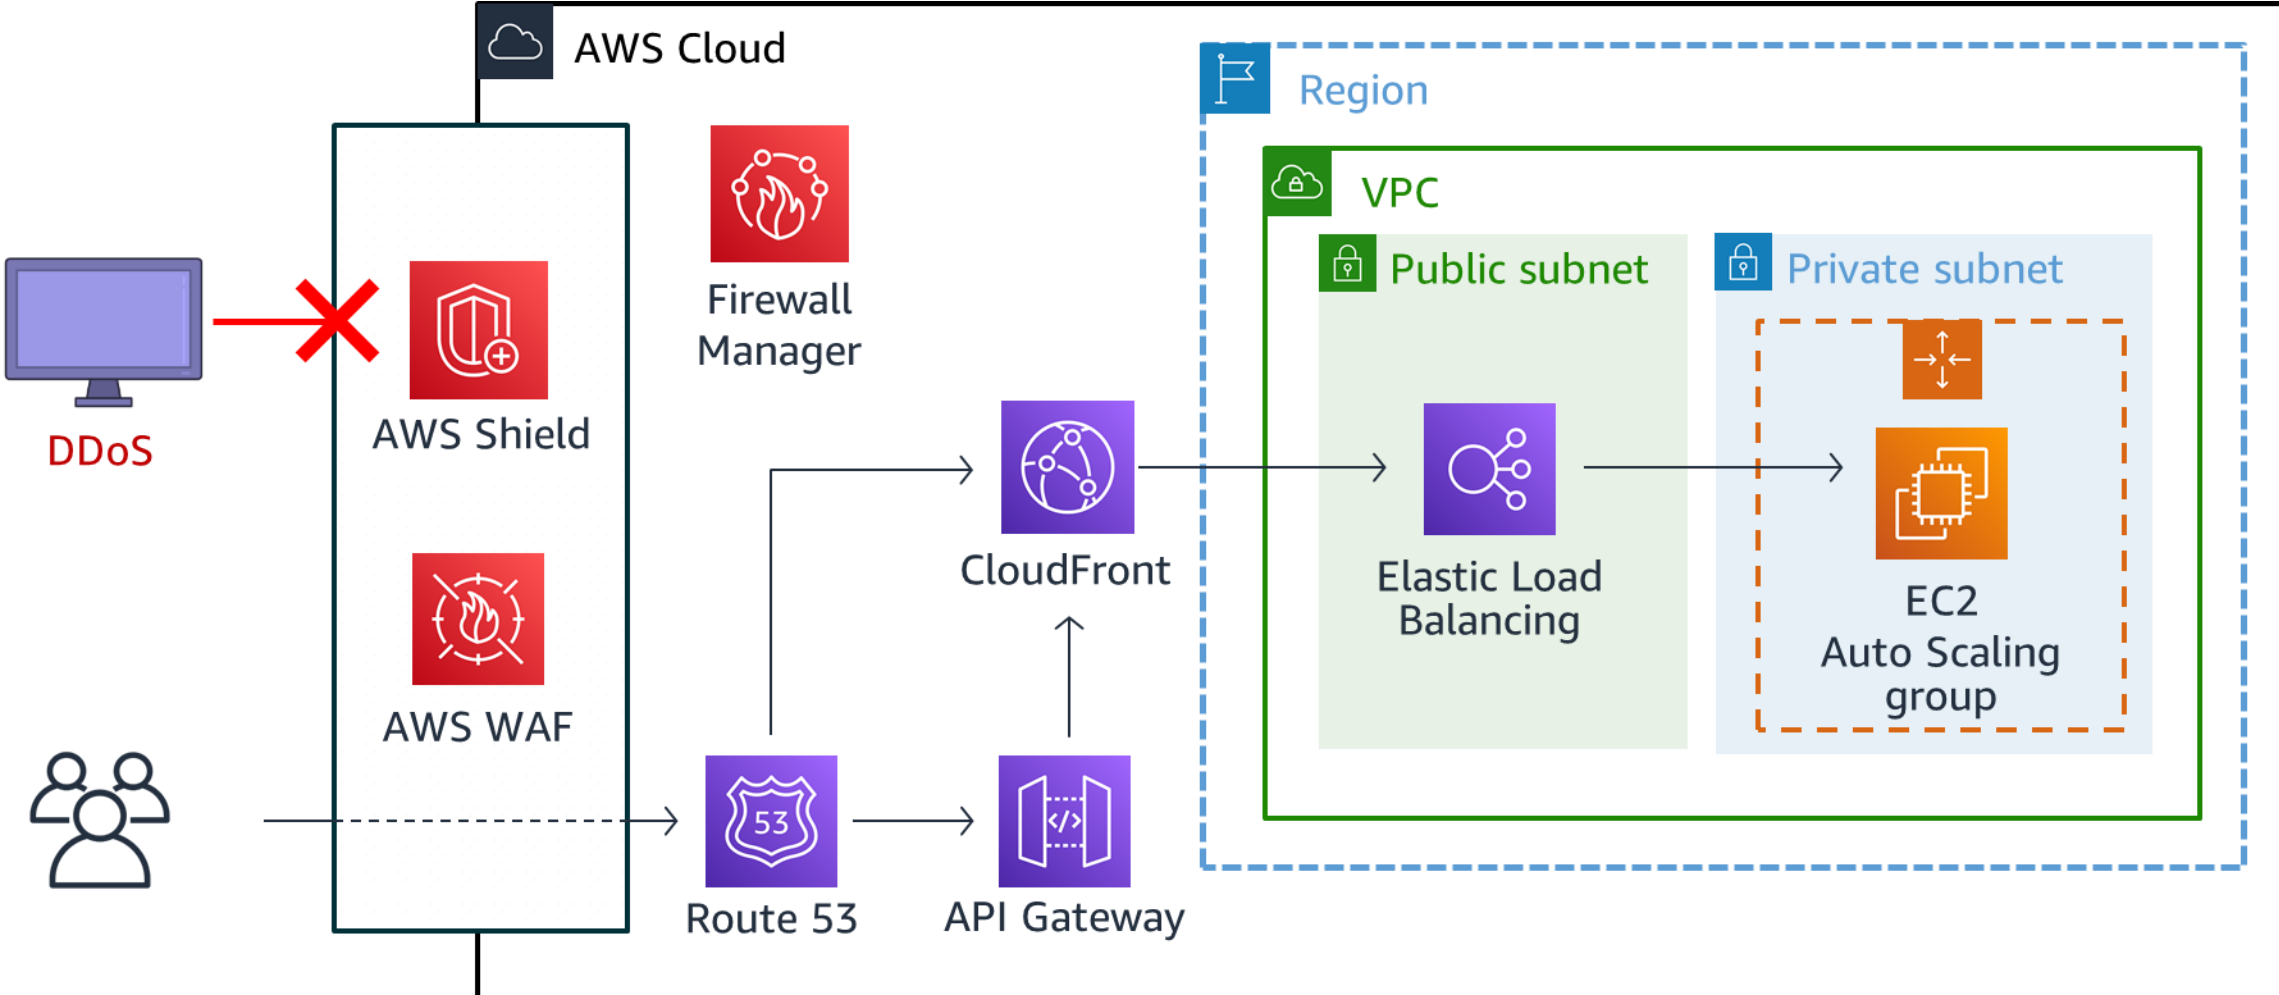 AWS Cloud
Region
VPC
Public subnet
Private subnet
Firewall
Manager
AWS Shield
DDoS
CloudFront
Elastic Load
Balancing
EC2
Auto Scaling
group
AWS WAF
53
</>
Route 53
API Gateway